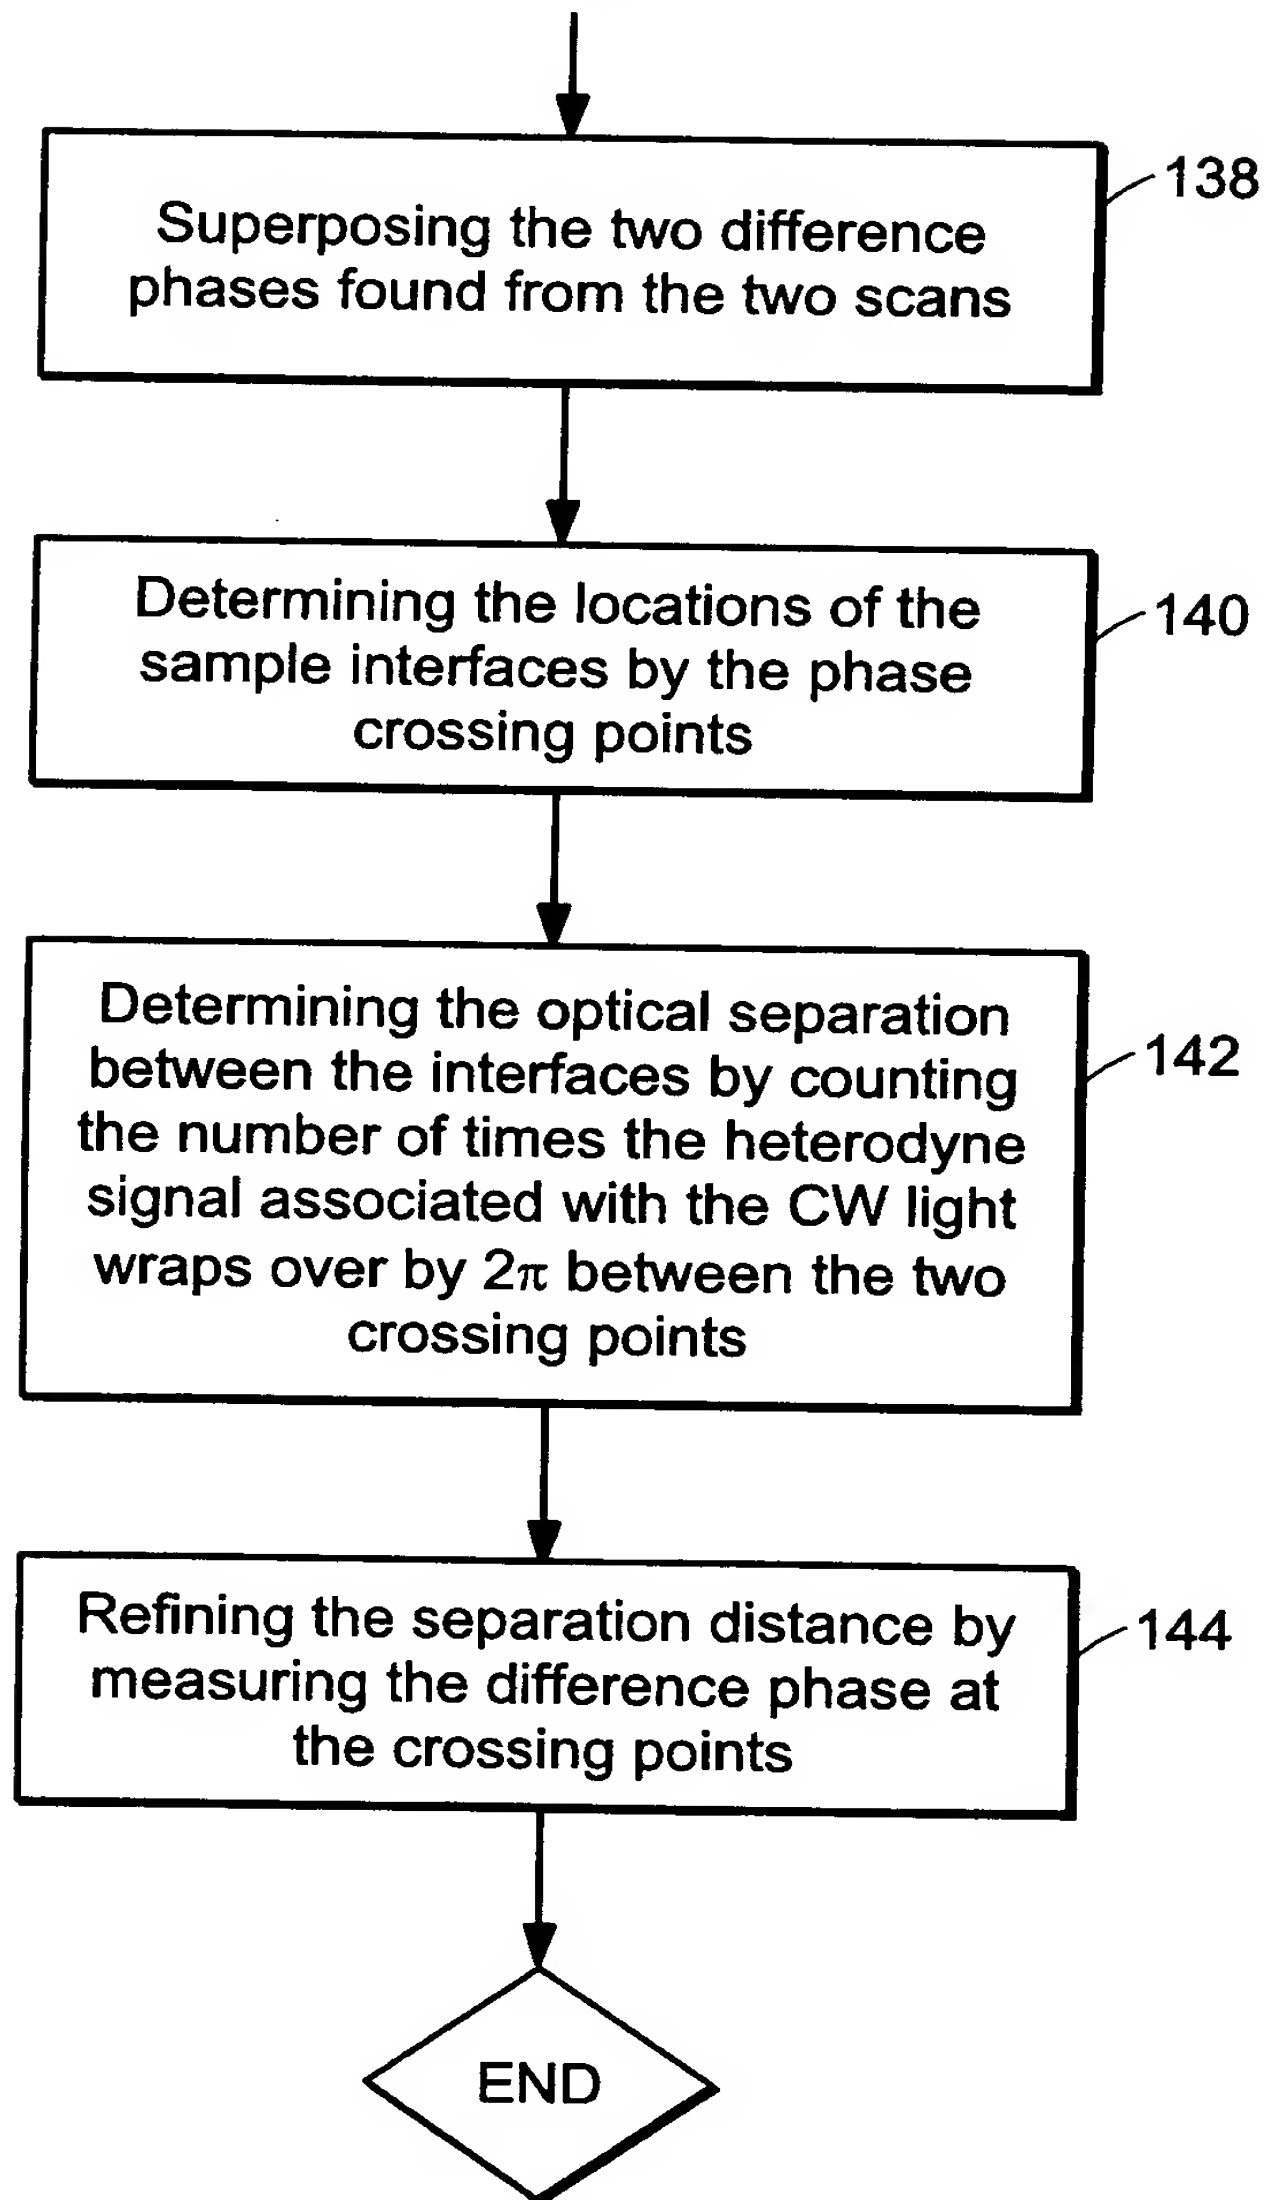 138
Superposing the two difference
phases found from the two scans
140
Determining the locations of the
sample interfaces by the phase
crossing points
142
Determining the optical separation
between the interfaces by counting
the number of times the heterodyne
signal associated with the CW light
wraps over by 2π between the two
crossing points
144
Refining the separation distance by
measuring the difference phase at
the crossing points
END